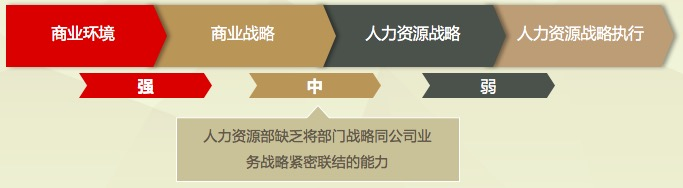 商业环境
商业战略
人力资源战略
人力资源战略执行
强
中
弱
人力资源部缺乏将部门战略同公司业
务战略紧密联结的能力